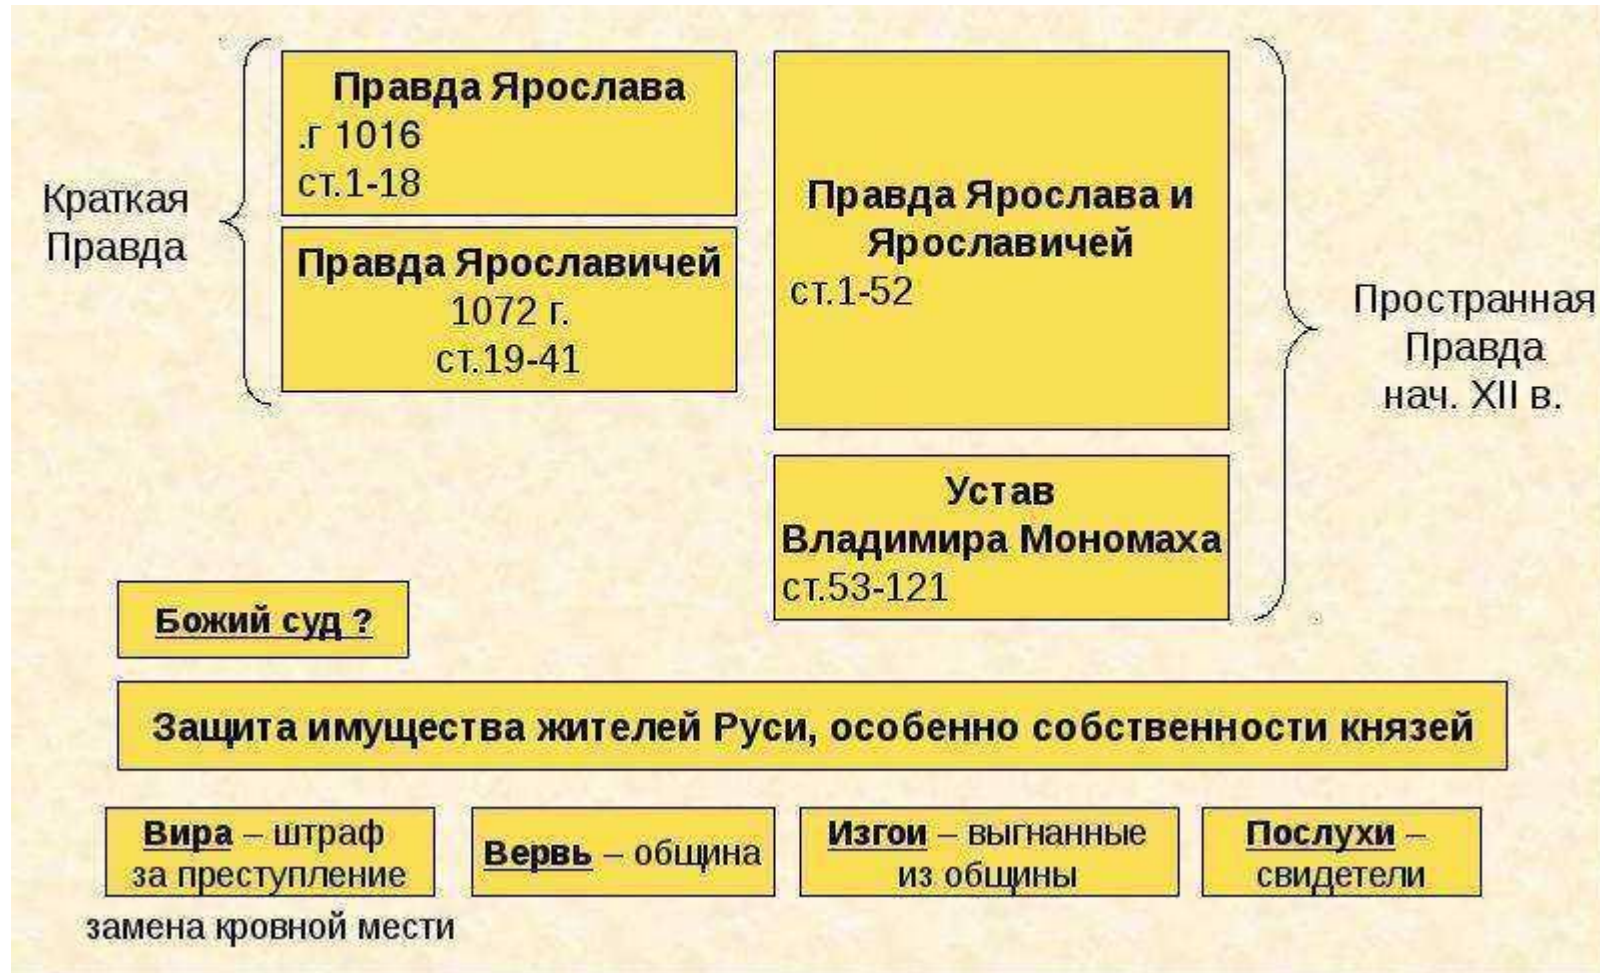 Краткая
Правда
Правда Ярослава
.г 1016
ст.1-18
Правда Ярославичей
1072 г.
ст.19-41
Правда Ярослава и
Ярославичей
ст.1-52
Устав
Владимира Мономаха
ст.53-121
Пространная
Правда
нач. XII в.
Божий суд ?
Защита имущества жителей Руси, особенно собственности князей
Вира – штраф
за преступление
замена кровной мести
Вервь – община
Изгои – выгнанные
из общины
Послухи –
свидетели